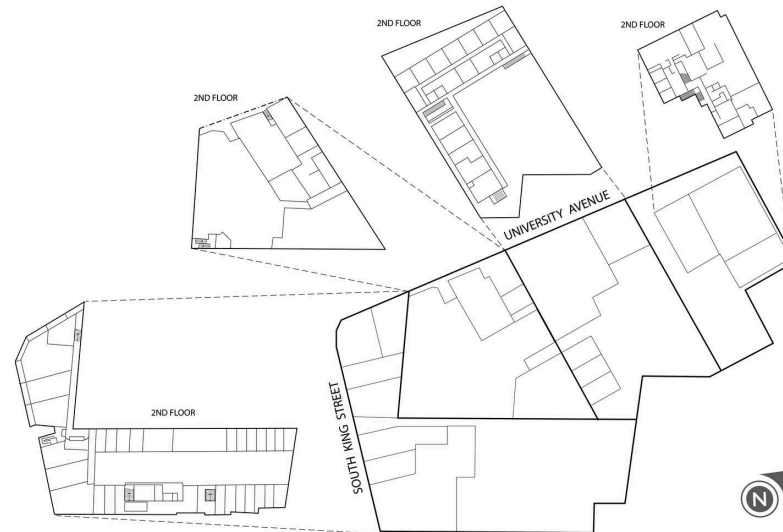 2ND FLOOR
2ND FLOOR
2ND FLOOR
UNIVERSITY AVENUE
2ND FLOOR
SOUTH KING STREET
N